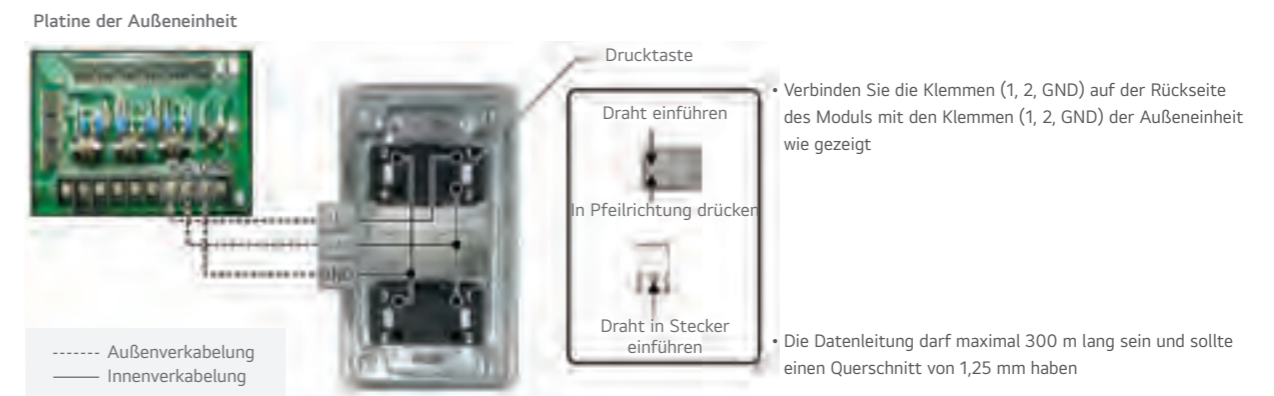 Platine der Außeneinheit
Drucktaste
Draht einführen
In Pfeilrichtung drücken
Draht in Stecker
einführen
• Verbinden Sie die Klemmen (1, 2, GND) auf der Rückseite
des Moduls mit den Klemmen (1, 2, GND) der Außeneinheit
wie gezeigt
• Die Datenleitung darf maximal 300 m lang sein und sollte
einen Querschnitt von 1,25 mm haben
GND
------- Außenverkabelung
——— Innenverkabelung